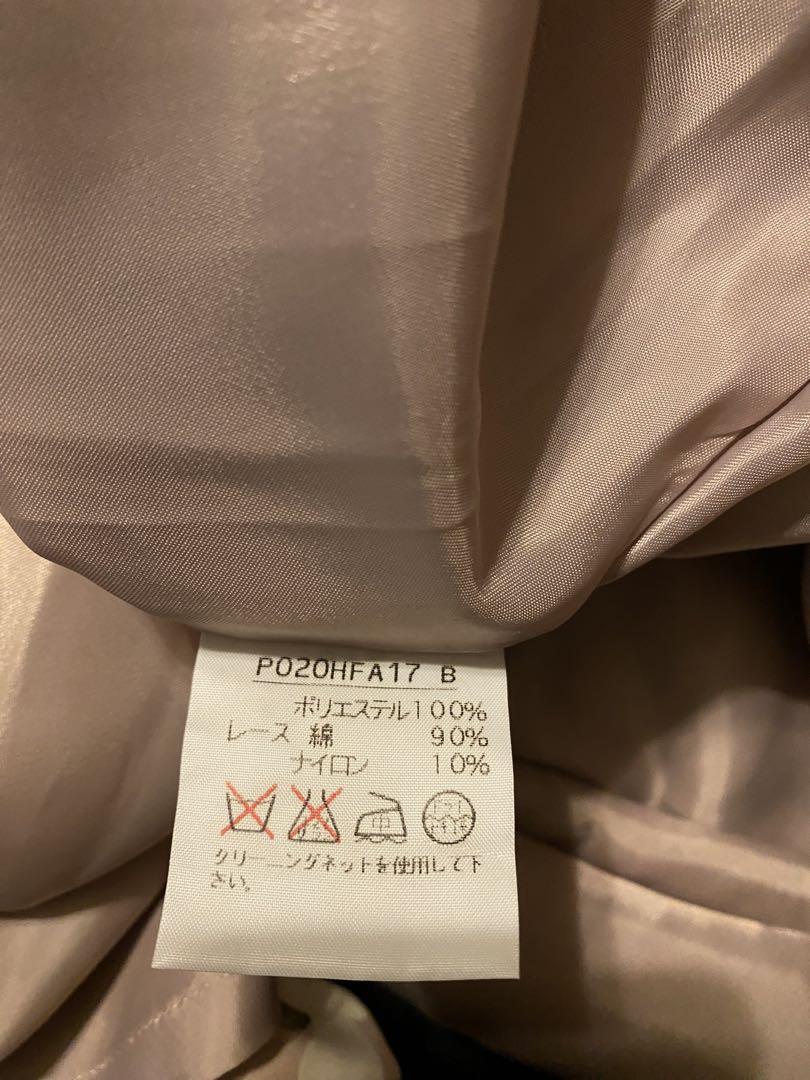 P020HFA17 B
ポリエステル100%
レース 綿 90%
ナイロン 10%
中
クリーニングネットを使用して下
さい。